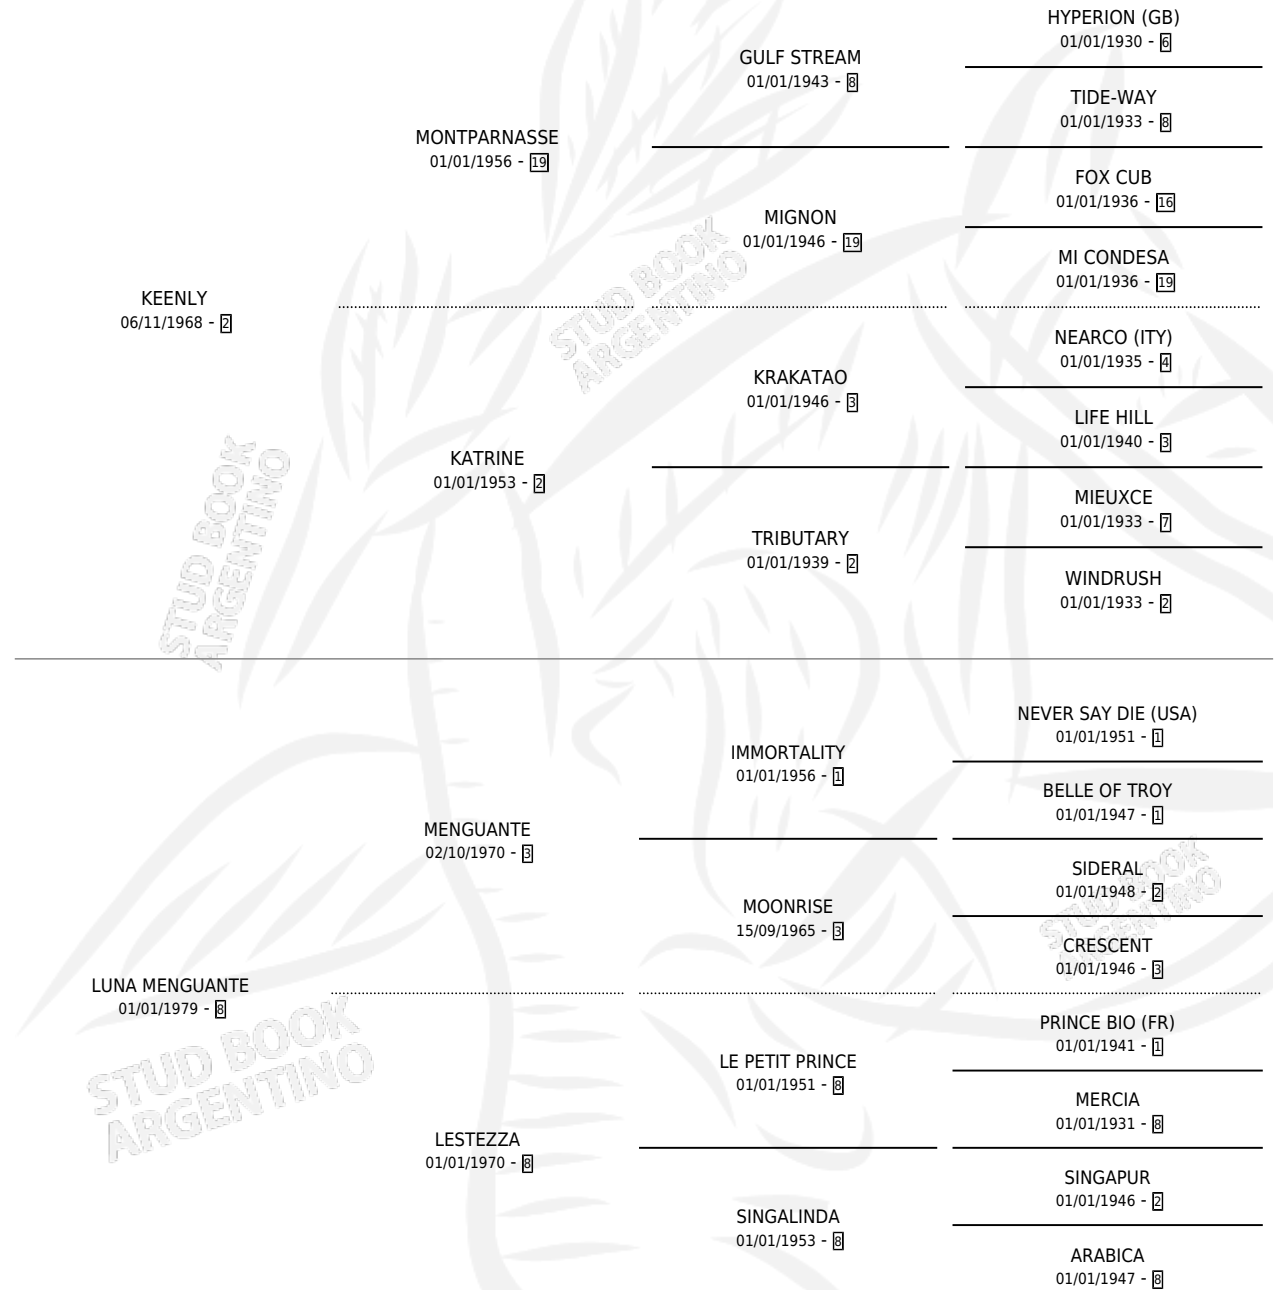 HYPERION (GB)
01/01/1930 - 6
GULF STREAM
01/01/1943 - 8
TIDE-WAY
01/01/1933 - 8
MONTPARNASSE
01/01/1956 - 19
FOX CUB
01/01/1936 - 16
MIGNON
01/01/1946 - 19
MI CONDESA
01/01/1936 - 19
KEENLY
06/11/1968 - 2
NEARCO (ITY)
01/01/1935 - 4
KRAKATAO
01/01/1946 - 3
LIFE HILL
01/01/1940 - 3
KATRINE
01/01/1953 - 2
MIEUXCE
01/01/1933 - 7
TRIBUTARY
01/01/1939 - 2
WINDRUSH
01/01/1933 - 2
NEVER SAY DIE (USA)
01/01/1951 - 1
IMMORTALITY
01/01/1956 - 1
BELLE OF TROY
01/01/1947 - 1
MENGUANTE
02/10/1970 - 3
SIDERAL
01/01/1948 - 2
MOONRISE
15/09/1965 - 3
CRESCENT
01/01/1946 - 3
LUNA MENGUANTE
01/01/1979 - 8
PRINCE BIO (FR)
01/01/1941 - 1
LE PETIT PRINCE
01/01/1951 - 8
MERCIA
01/01/1931 - 8
LESTEZZA
01/01/1970 - 8
SINGAPUR
01/01/1946 - 2
SINGALINDA
01/01/1953 - 8
ARABICA
01/01/1947 - 8
STUD BOOK
ARGENTINO
STUD BOOK
ARGENTINO
STUD BOOK
ARGENTINO
STUD BOOK
ARGENTINO